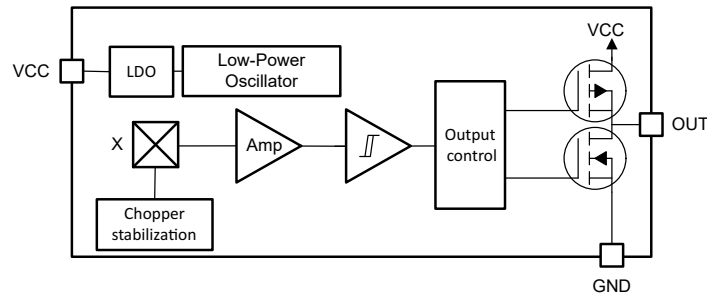 VCC
VCC
LDO
Low-Power
Oscillator
X
Amp
Output
control
OUT
Chopper
stabilization
GND